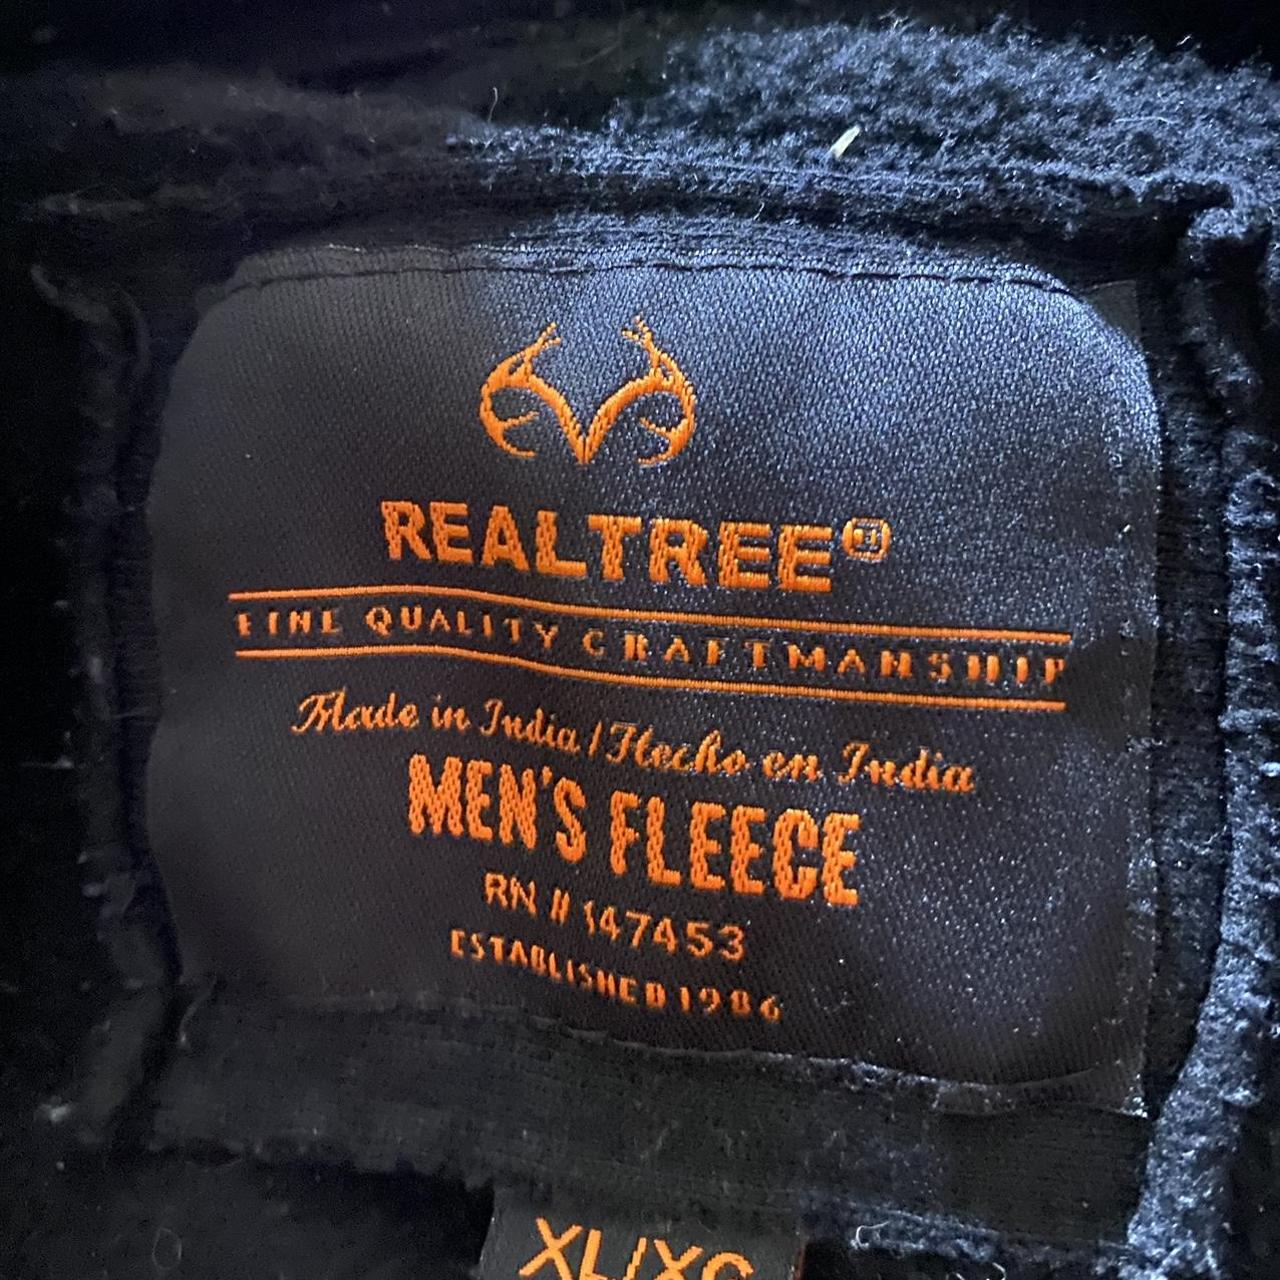 REALTREE®
FINE QUALITY CRAFTMANSHIP
Made in India / Hecho en India
MEN'S FLEECE
RN # 147453
ESTABLISHED 1986
XL/XG